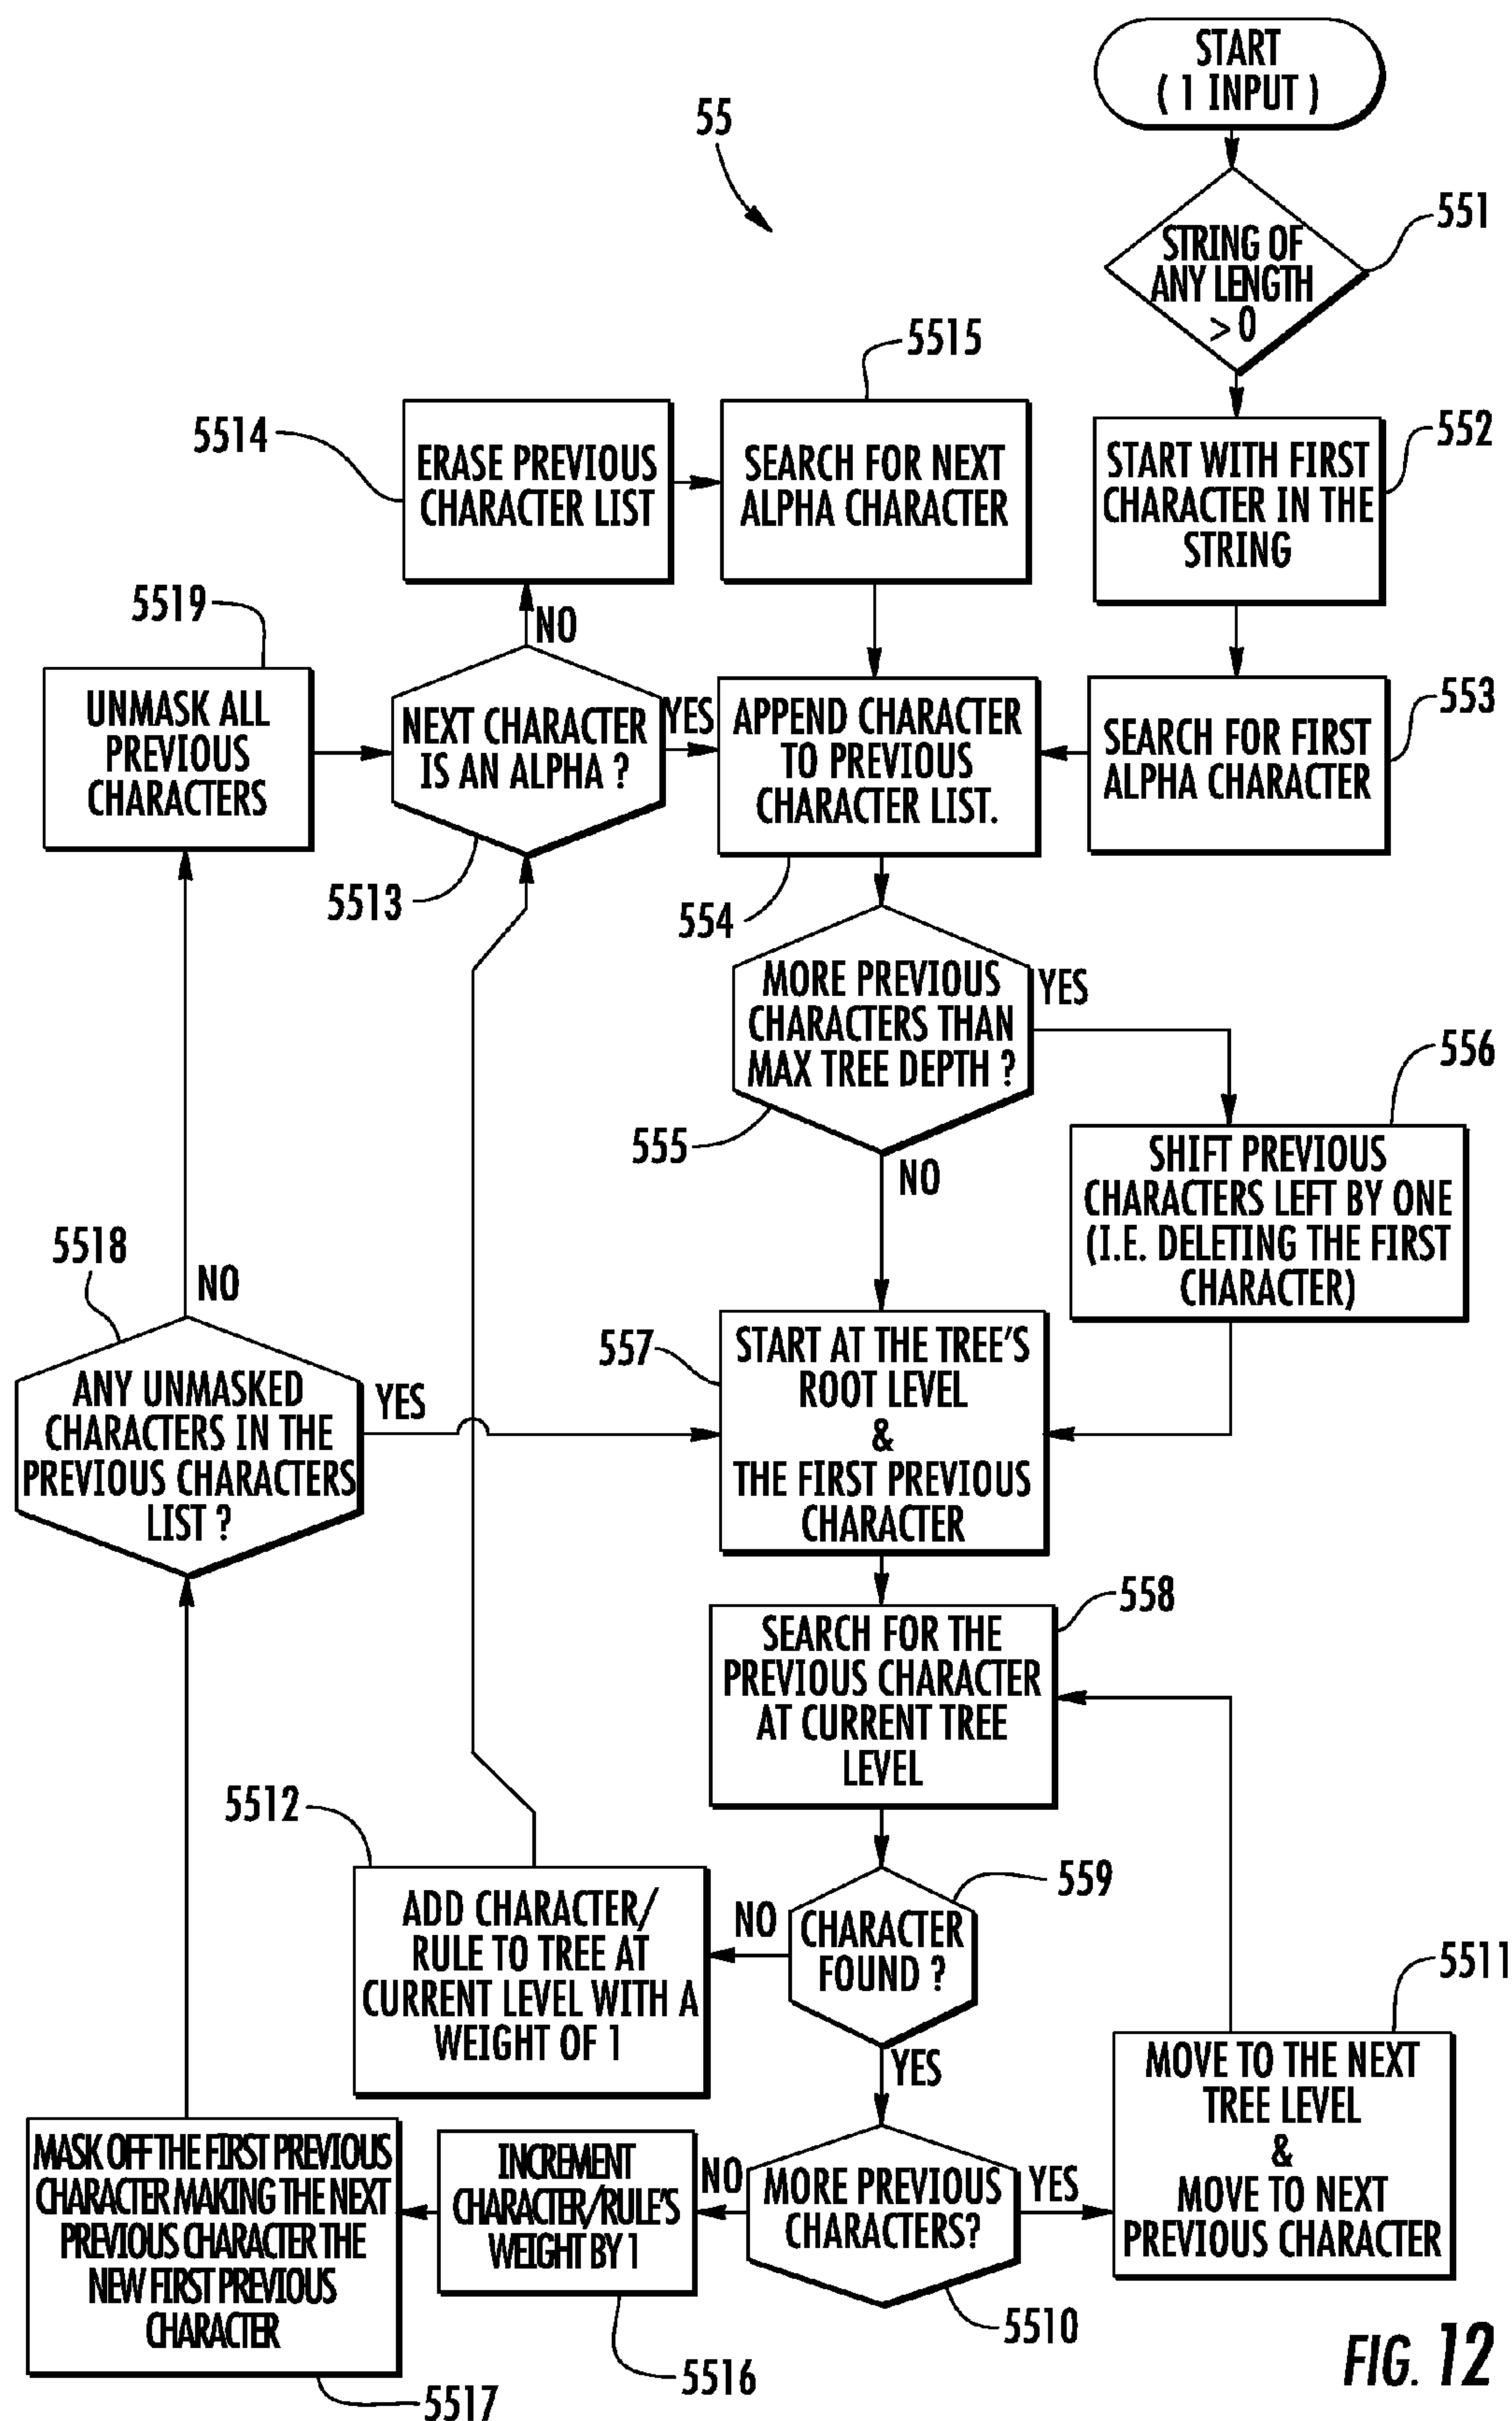 START
( 1 INPUT )
55
551
STRING OF
ANY LENGTH
> 0
5515
5514
ERASE PREVIOUS
CHARACTER LIST
SEARCH FOR NEXT
ALPHA CHARACTER
552
START WITH FIRST
CHARACTER IN THE
STRING
5519
NO
UNMASK ALL
PREVIOUS
CHARACTERS
NEXT CHARACTER
IS AN ALPHA ?
YES
APPEND CHARACTER
TO PREVIOUS
CHARACTER LIST.
553
SEARCH FOR FIRST
ALPHA CHARACTER
5513
554
MORE PREVIOUS
CHARACTERS THAN
MAX TREE DEPTH ?
YES
555
NO
556
SHIFT PREVIOUS
CHARACTERS LEFT BY ONE
(I.E. DELETING THE FIRST
CHARACTER)
5518
NO
ANY UNMASKED
CHARACTERS IN THE
PREVIOUS CHARACTERS
LIST ?
YES
557
START AT THE TREE'S
ROOT LEVEL
&
THE FIRST PREVIOUS
CHARACTER
558
SEARCH FOR THE
PREVIOUS CHARACTER
AT CURRENT TREE
LEVEL
5512
ADD CHARACTER/
RULE TO TREE AT
CURRENT LEVEL WITH A
WEIGHT OF 1
NO
559
CHARACTER
FOUND ?
YES
5511
MOVE TO THE NEXT
TREE LEVEL
&
MOVE TO NEXT
PREVIOUS CHARACTER
MASK OFF THE FIRST PREVIOUS
CHARACTER MAKING THE NEXT
PREVIOUS CHARACTER THE
NEW FIRST PREVIOUS
CHARACTER
INCREMENT
CHARACTER/RULE'S
WEIGHT BY 1
NO
MORE PREVIOUS
CHARACTERS?
YES
5510
5516
5517
FIG. 12